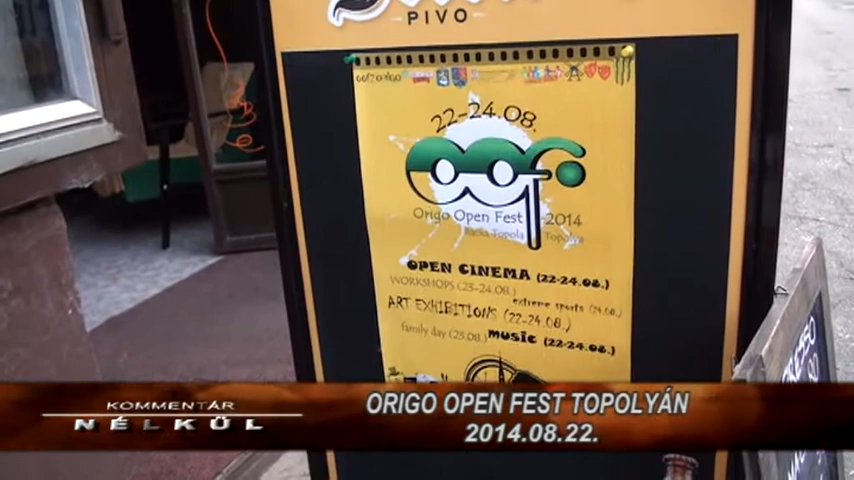 PIVO
22-24.08.
Origo Open Fest 2014
Bačka Topola Topolya
OPEN CINEMA (22-24.08.)
WORKSHOPS (23-24.08.)
extreme sports (24.08.)
ART EXHIBITIONS (22-24.08.)
family day (23.08.) MUSIC (22-24.08.)
KOMMENTÁR
NÉLKÜL
ORIGO OPEN FEST TOPOLYÁN
2014.08.22.